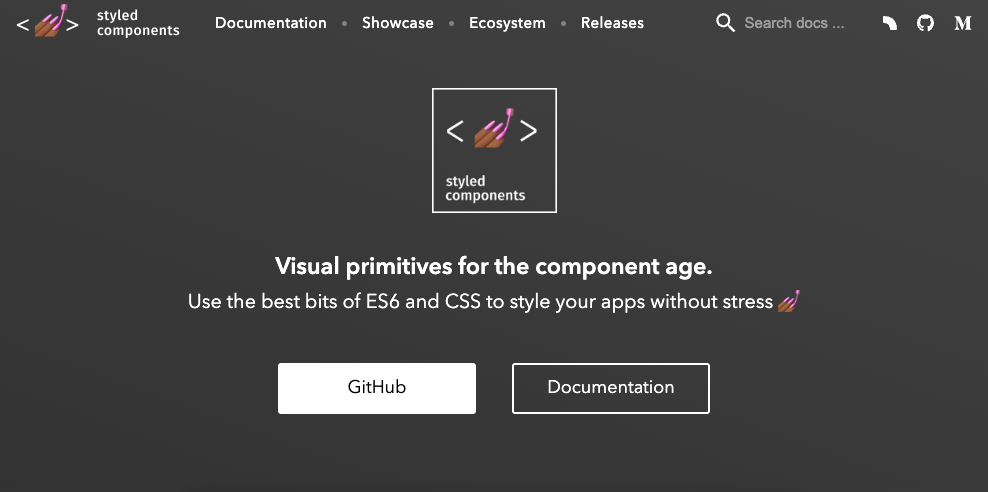 < 💅🏾 > styled
components
Documentation • Showcase • Ecosystem • Releases
Search docs ...
M
< 💅🏾 >
styled
components
Visual primitives for the component age.
Use the best bits of ES6 and CSS to style your apps without stress 💅🏾
GitHub
Documentation